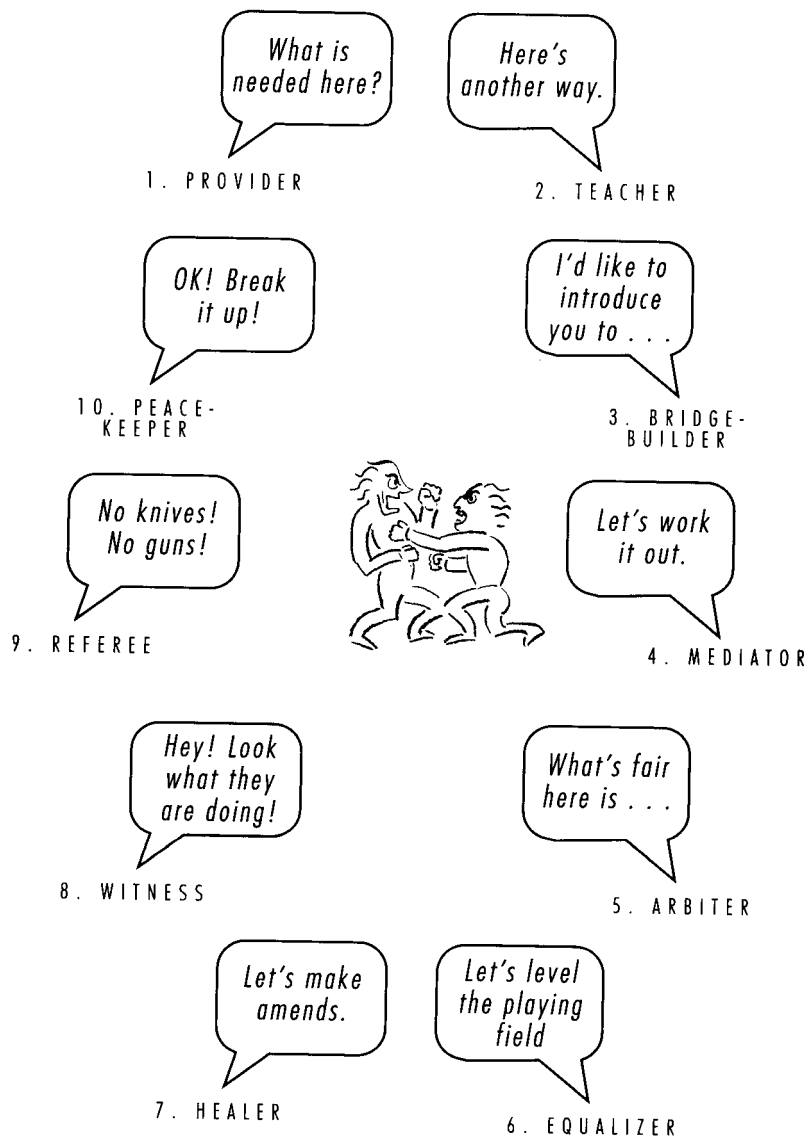 What is
needed here?
1. PROVIDER
Here's
another way.
2. TEACHER
I'd like to
introduce
you to . . .
3. BRIDGE-
BUILDER
Let's work
it out.
4. MEDIATOR
What's fair
here is . . .
5. ARBITER
Let's level
the playing
field
6. EQUALIZER
Let's make
amends.
7. HEALER
Hey! Look
what they
are doing!
8. WITNESS
No knives!
No guns!
9. REFEREE
OK! Break
it up!
10. PEACE-
KEEPER